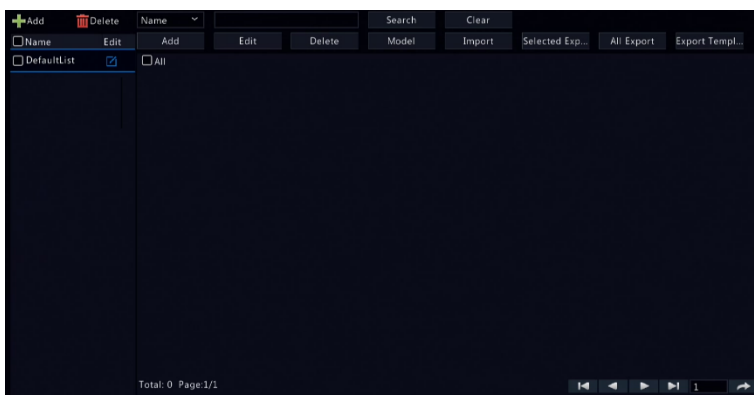 Add Delete Name Search Clear
Name Edit Add Edit Delete Model Import Selected Exp... All Export Export Templ...
DefaultList All
Total: 0 Page:1/1 1